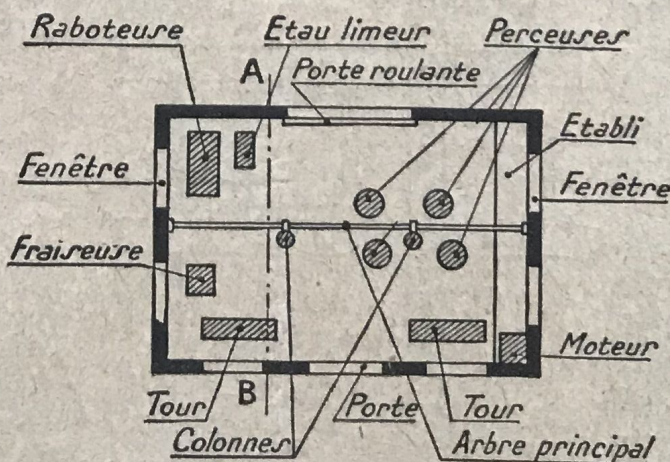 Raboteuse
Etau limeur
Perceuses
A
Porte roulante
Etabli
Fenêtre
Fenêtre
Fraiseuse
Moteur
B
Tour
Porte
Tour
Colonnes
Arbre principal